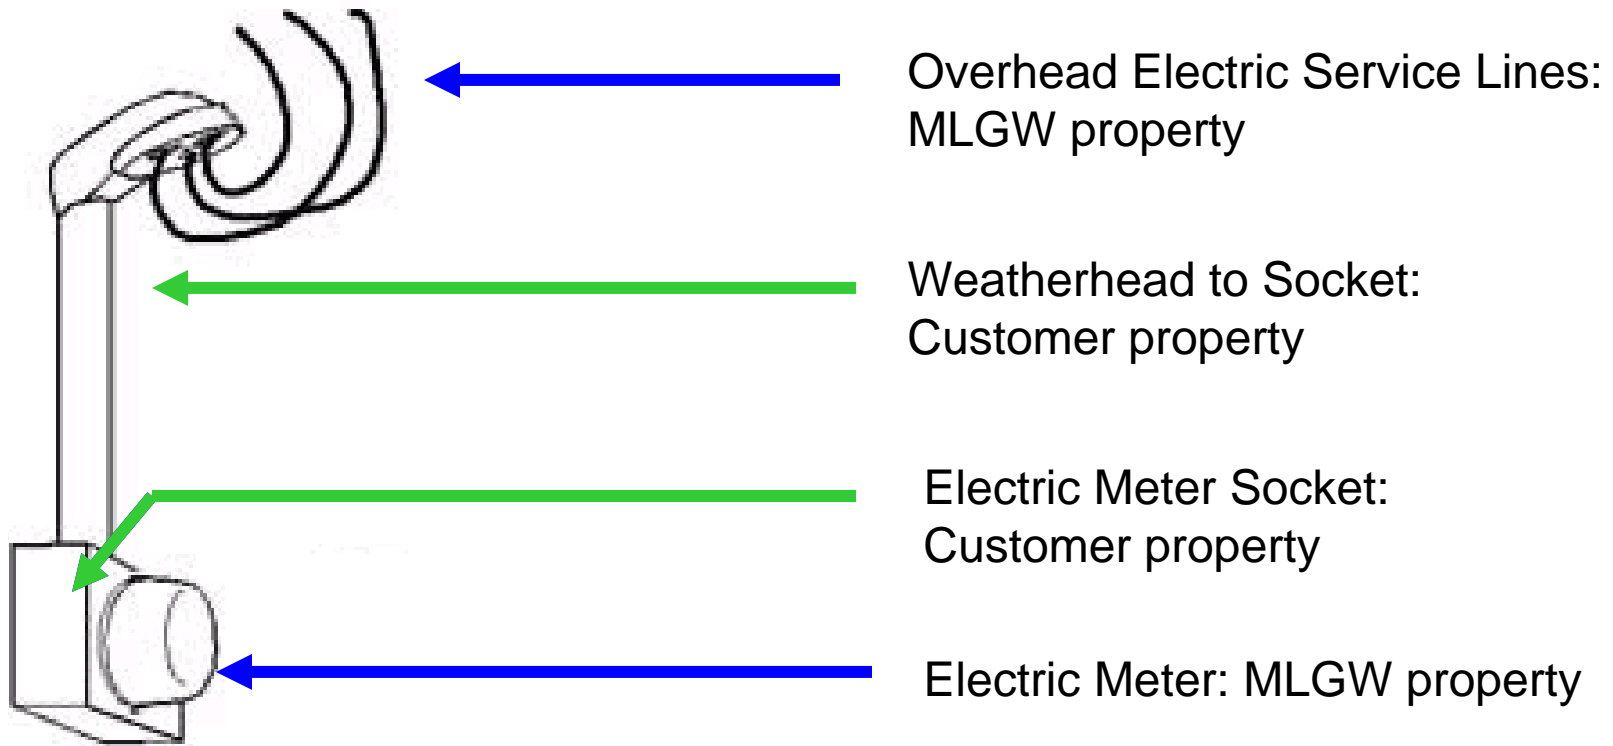 Overhead Electric Service Lines:
MLGW property
Weatherhead to Socket:
Customer property
Electric Meter Socket:
Customer property
Electric Meter: MLGW property